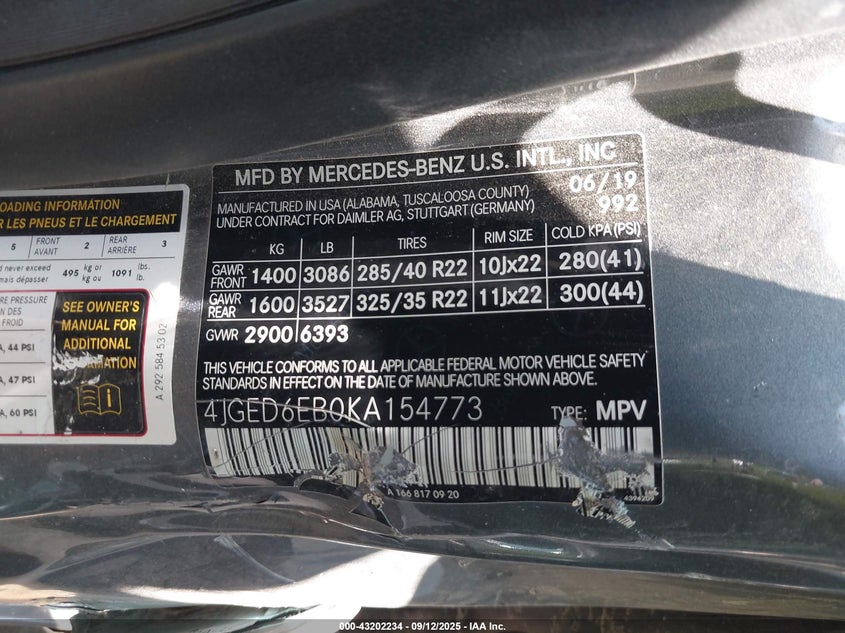 OADING INFORMATION
R LES PNEUS ET LE CHARGEMENT
5 FRONT AVANT 2 REAR ARRIÈRE 3
d never exceed
mais dépasser 495 kg or kg ou 1091 lbs. lb.
RE PRESSURE
N DES
FROID
A, 44 PSI
A, 47 PSI
A, 60 PSI
SEE OWNER'S
MANUAL FOR
ADDITIONAL
A 292 584 53 02
MFD BY MERCEDES-BENZ U.S. INTL., INC
MANUFACTURED IN USA (ALABAMA, TUSCALOOSA COUNTY) 06/19
UNDER CONTRACT FOR DAIMLER AG, STUTTGART (GERMANY) 992
KG LB TIRES RIM SIZE COLD KPA(PSI)
GAWR FRONT 1400 3086 285/40 R22 10Jx22 280(41)
GAWR REAR 1600 3527 325/35 R22 11Jx22 300(44)
GVWR 2900 6393
THIS VEHICLE CONFORMS TO ALL APPLICABLE FEDERAL MOTOR VEHICLE SAFETY
STANDARDS IN EFFECT ON THE DATE OF MANUFACTURE SHOWN ABOVE.
4JGED6EB0KA154773 TYPE: MPV
A 166 817 09 20
4394209
000-43202234 - 09/12/2025 - IAA Inc.